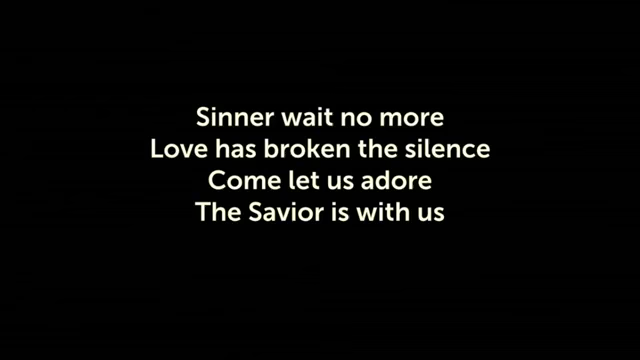 Sinner wait no more
Love has broken the silence
Come let us adore
The Savior is with us